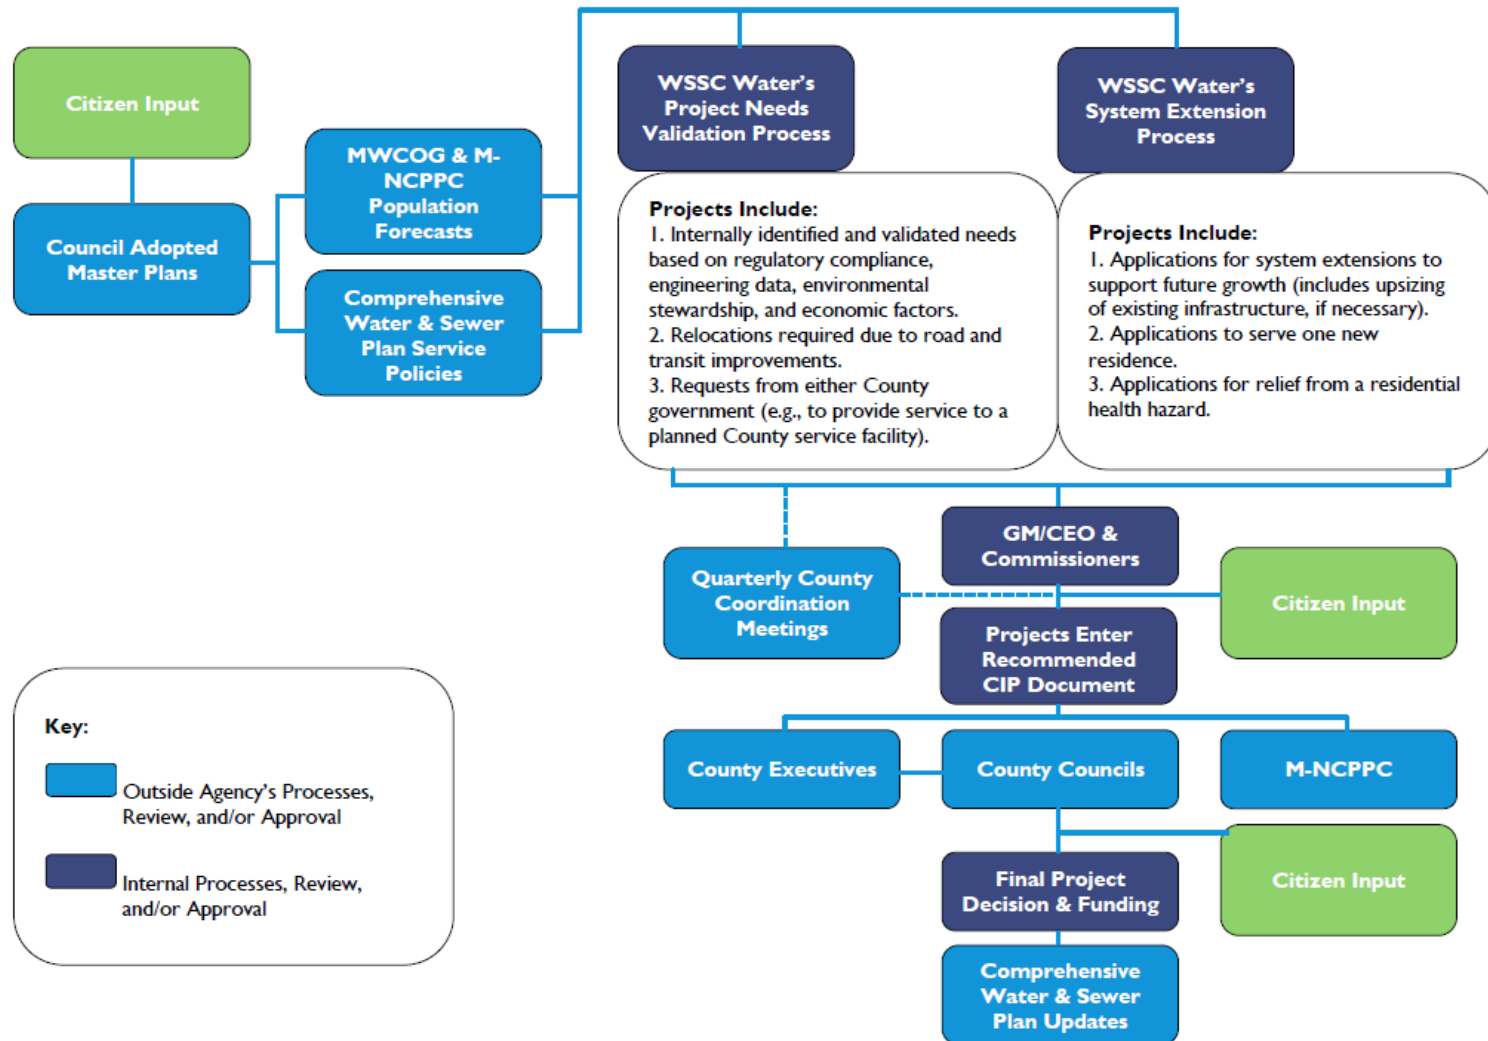 Citizen Input
Council Adopted
Master Plans
MWCOG & M-
NCPPC
Population
Forecasts
Comprehensive
Water & Sewer
Plan Service
Policies
WSSC Water's
Project Needs
Validation Process
WSSC Water's
System Extension
Process
Projects Include:
1. Internally identified and validated needs
based on regulatory compliance,
engineering data, environmental
stewardship, and economic factors.
2. Relocations required due to road and
transit improvements.
3. Requests from either County
government (e.g., to provide service to a
planned County service facility).
Projects Include:
1. Applications for system extensions to
support future growth (includes upsizing
of existing infrastructure, if necessary).
2. Applications to serve one new
residence.
3. Applications for relief from a residential
health hazard.
GM/CEO &
Commissioners
Quarterly County
Coordination
Meetings
Citizen Input
Projects Enter
Recommended
CIP Document
County Executives
County Councils
M-NCPPC
Citizen Input
Final Project
Decision & Funding
Comprehensive
Water & Sewer
Plan Updates
Key:
Outside Agency's Processes,
Review, and/or Approval
Internal Processes, Review,
and/or Approval